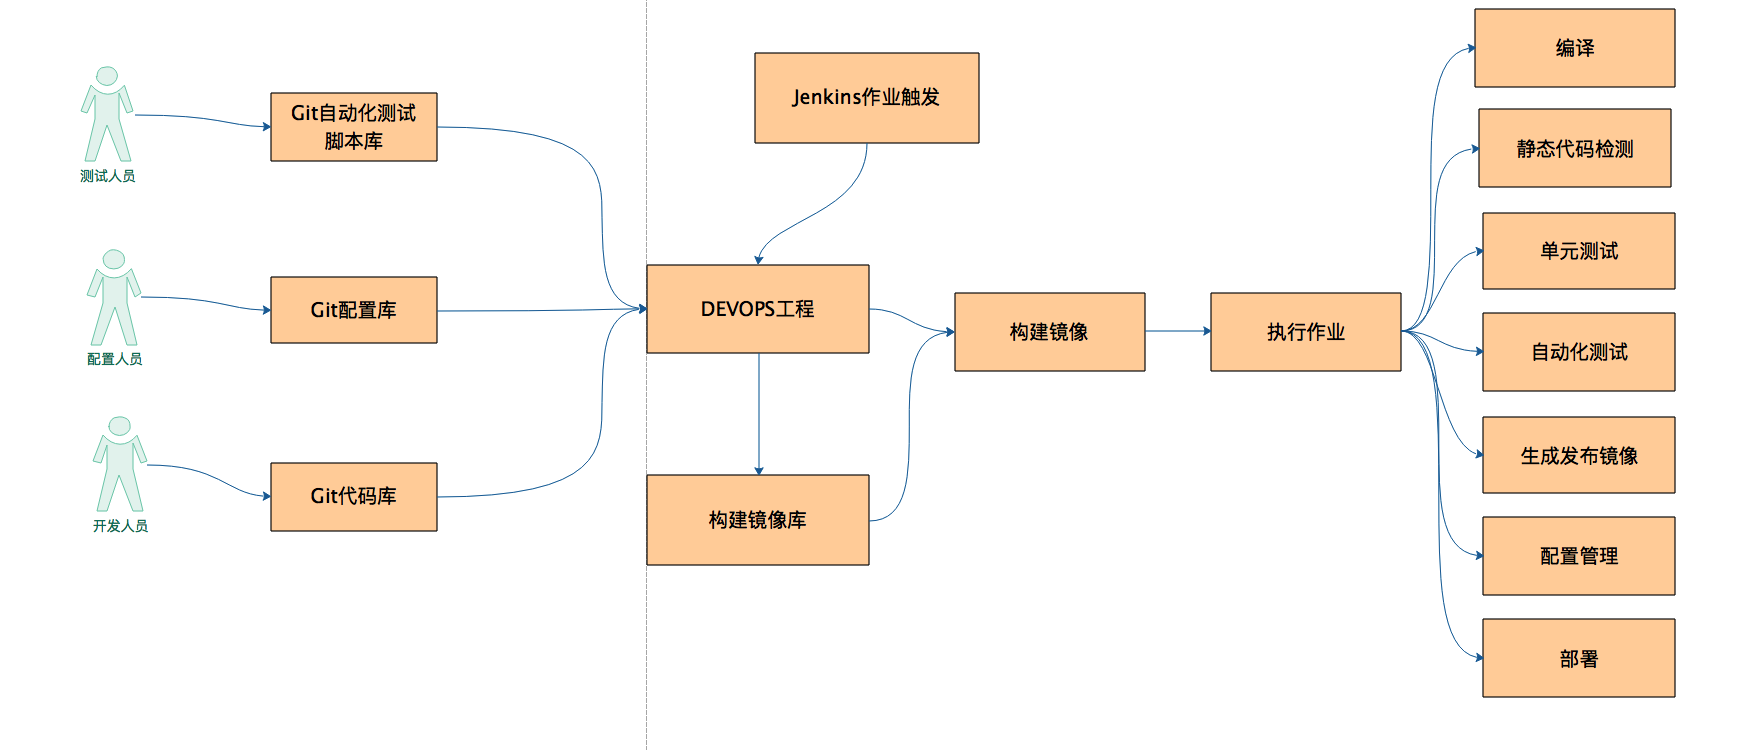 测试人员
Git自动化测试
脚本库
配置人员
Git配置库
开发人员
Git代码库
Jenkins作业触发
DEVOPS工程
构建镜像库
构建镜像
执行作业
编译
静态代码检测
单元测试
自动化测试
生成发布镜像
配置管理
部署